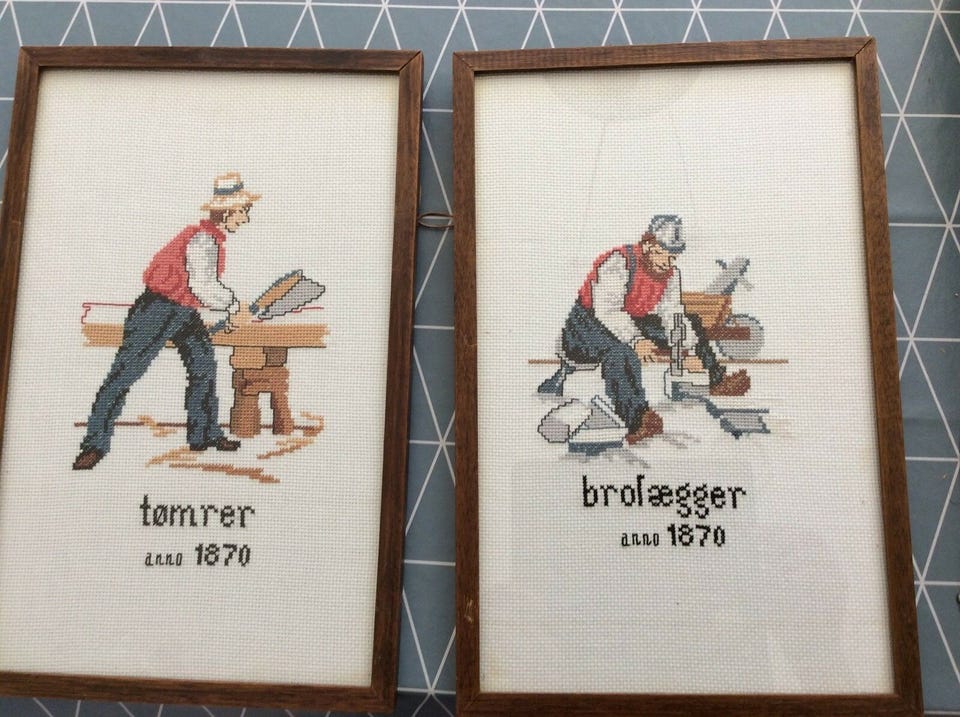 tømrer
anno 1870
brolægger
anno 1870